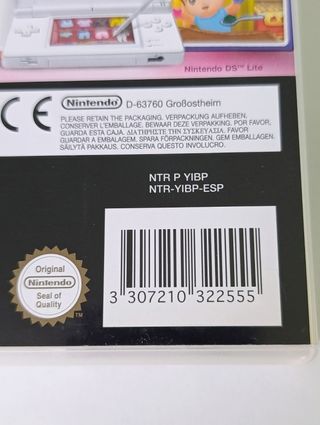 Nintendo DS™ Lite
CE Nintendo D-63760 Großostheim
PLEASE RETAIN THE PACKAGING. VERPACKUNG AUFHEBEN.
CONSERVER L'EMBALLAGE. BEWAAR DEZE VERPAKKING. POR FAVOR,
GUARDA ESTA CAJA. ΔΙΑΤΗΡΗΣΤΕ ΤΗΝ ΣΥΣΚΕΥΑΣΙΑ. FAVOR
GUARDAR A EMBALAGEM. SPARA FÖRPACKNINGEN. GEM EMBALLAGEN.
SÄILYTÄ PAKKAUS. CONSERVA QUESTO INVOLUCRO.
NTR P YIBP
NTR-YIBP-ESP
Original
Nintendo
Seal of
Quality
™
3 307210 322555